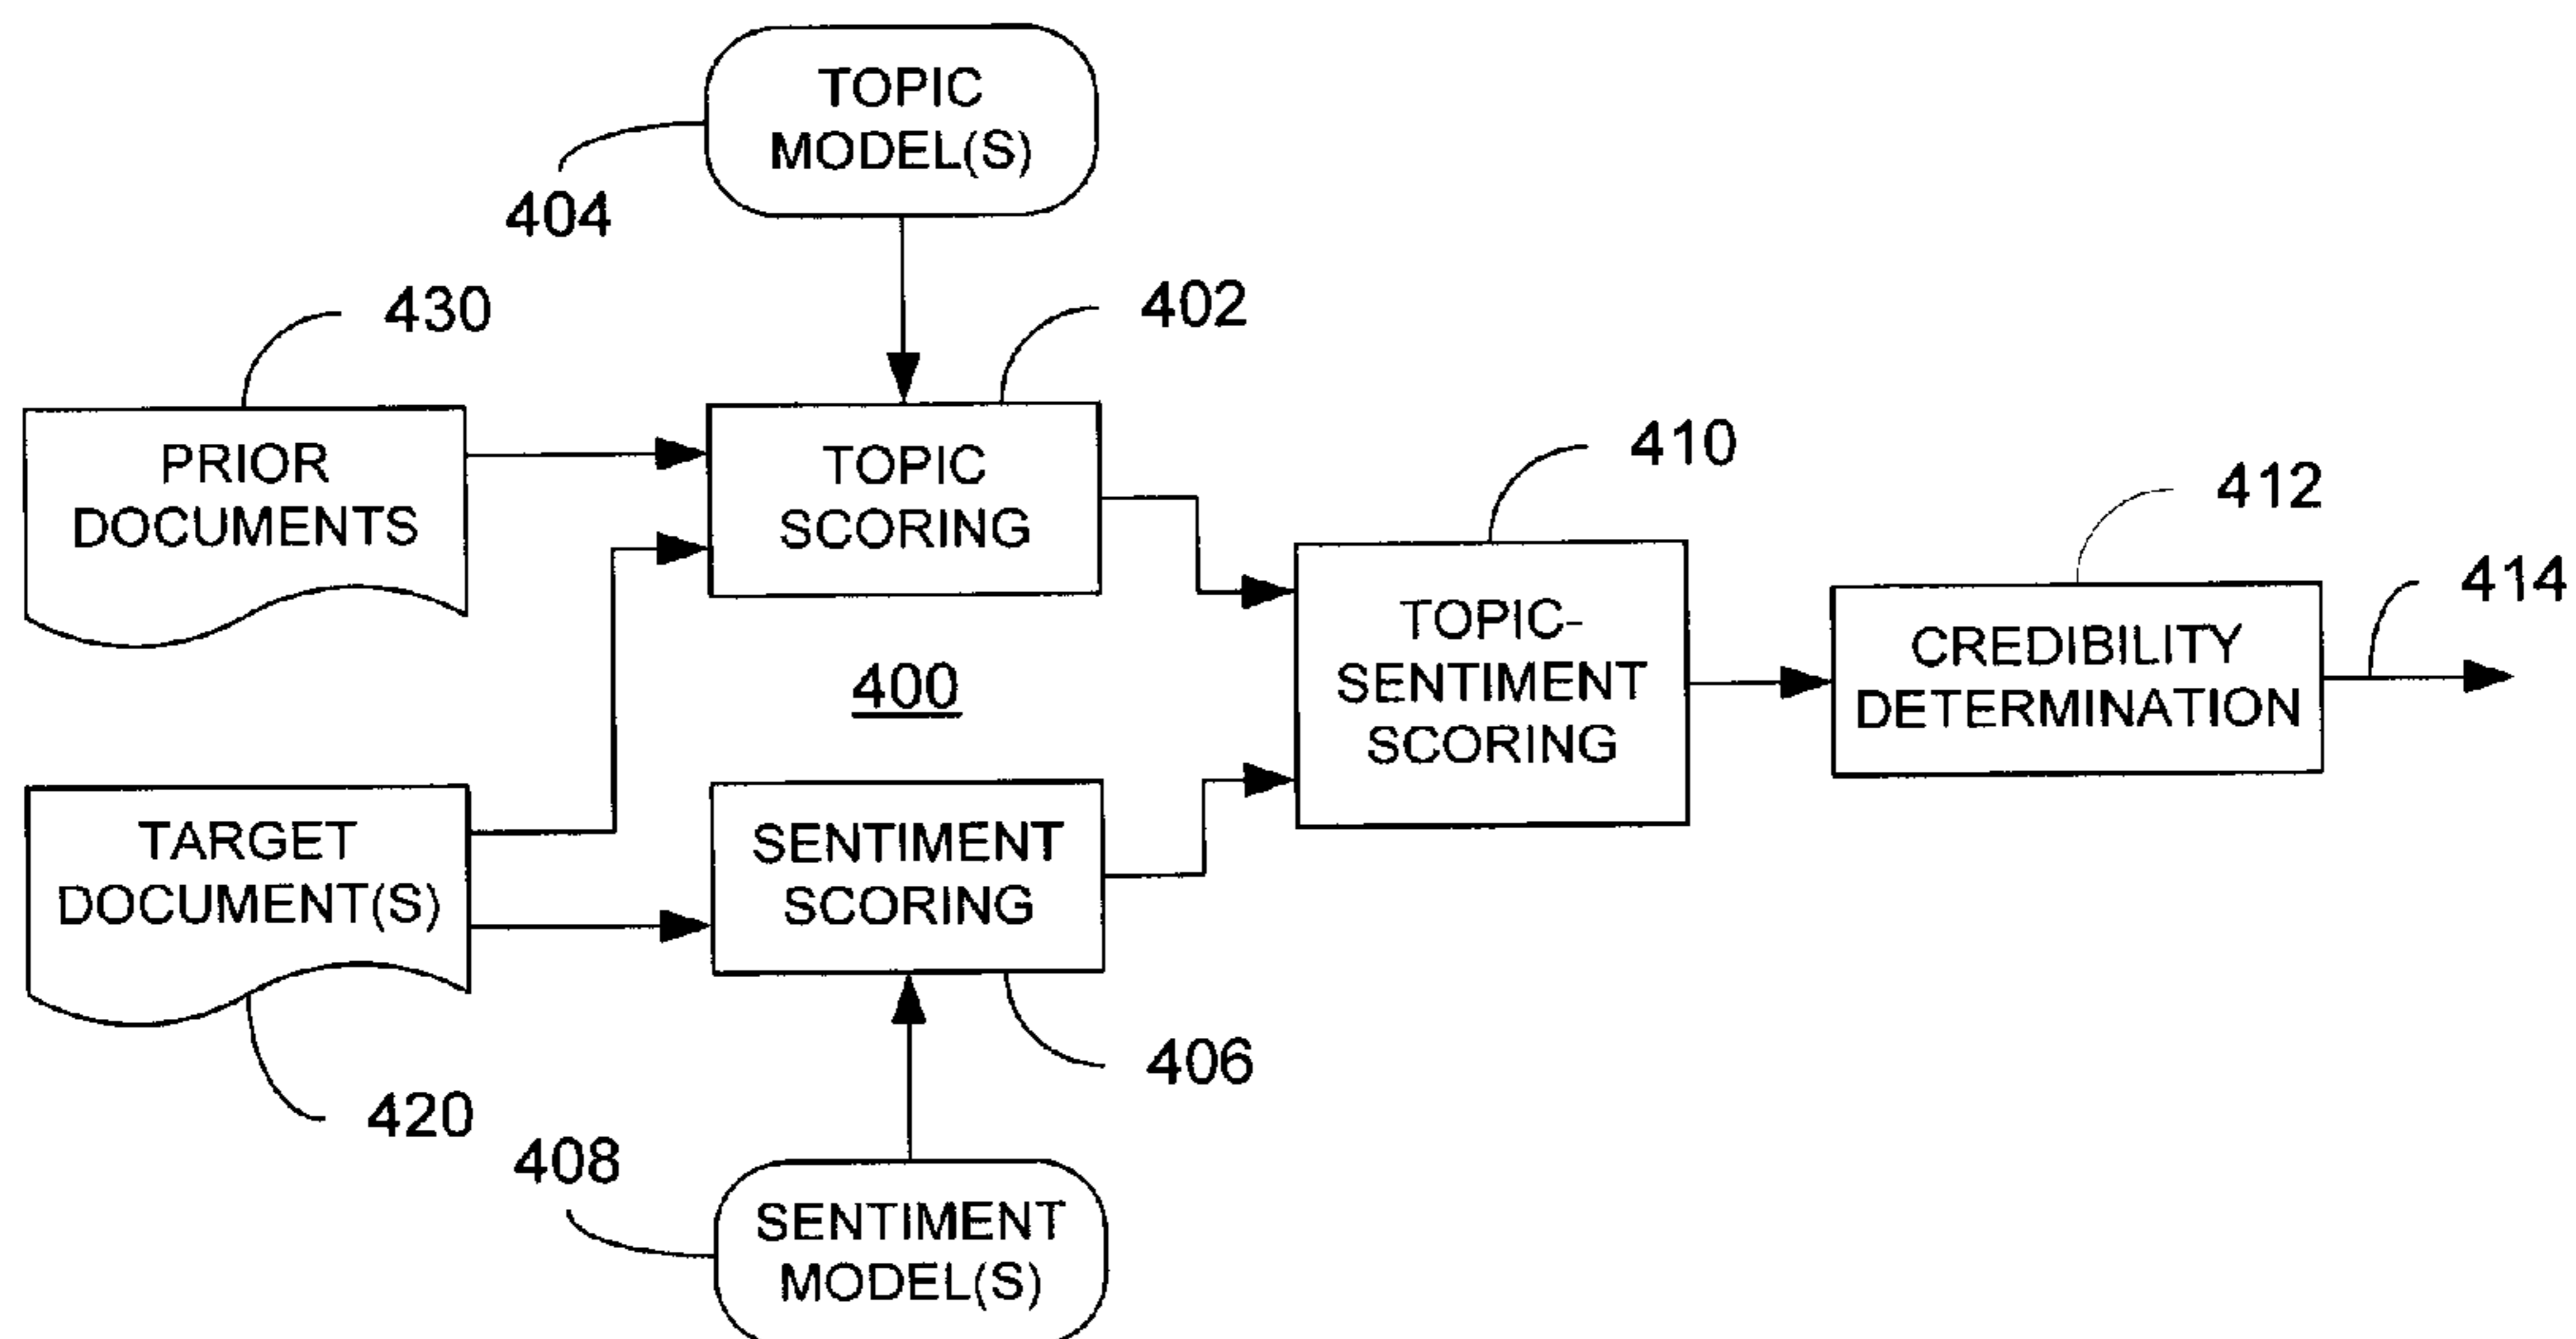 TOPIC
MODEL(S)
404
430
402
PRIOR
DOCUMENTS
TOPIC
SCORING
410
412
414
400
TOPIC-
SENTIMENT
SCORING
CREDIBILITY
DETERMINATION
TARGET
DOCUMENT(S)
SENTIMENT
SCORING
406
420
408
SENTIMENT
MODEL(S)